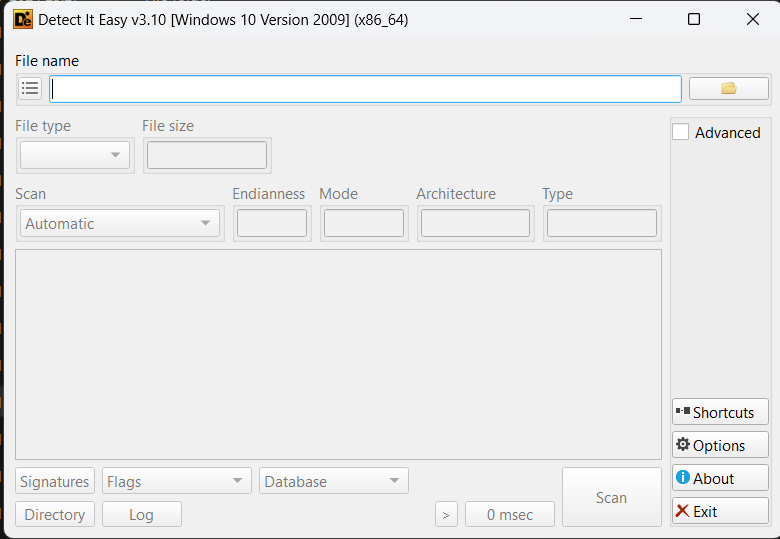 Detect It Easy v3.10 [Windows 10 Version 2009] (x86_64)
File name
File type File size
Advanced
Scan Endianness Mode Architecture Type
Automatic
Shortcuts
Options
Signatures Flags Database
About
Scan
Directory Log > 0 msec
Exit